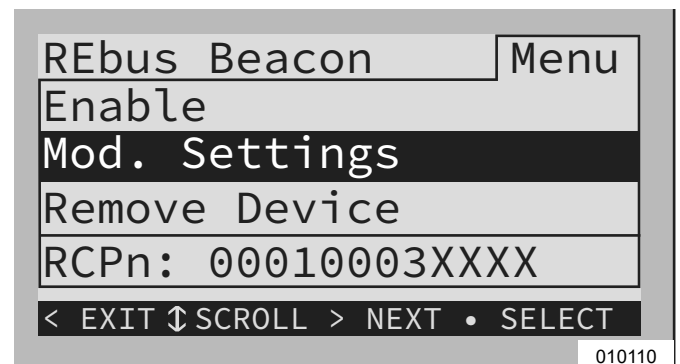 REbus Beacon Menu
Enable
Mod. Settings
Remove Device
RCPn: 00010003XXXX
< EXIT ↕ SCROLL > NEXT • SELECT
010110